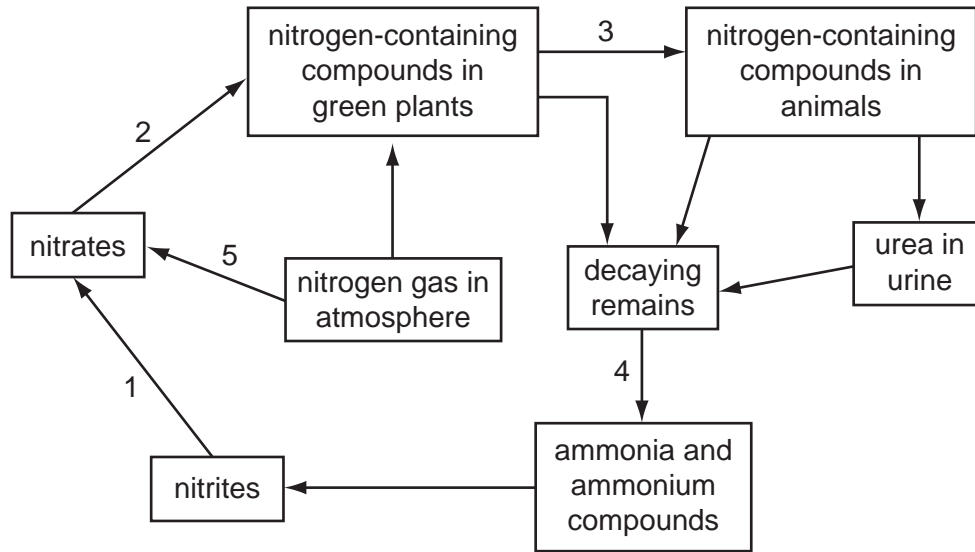 nitrogen-containing
compounds in
green plants
3
nitrogen-containing
compounds in
animals
2
nitrates
5
nitrogen gas in
atmosphere
decaying
remains
urea in
urine
1
4
nitrites
ammonia and
ammonium
compounds